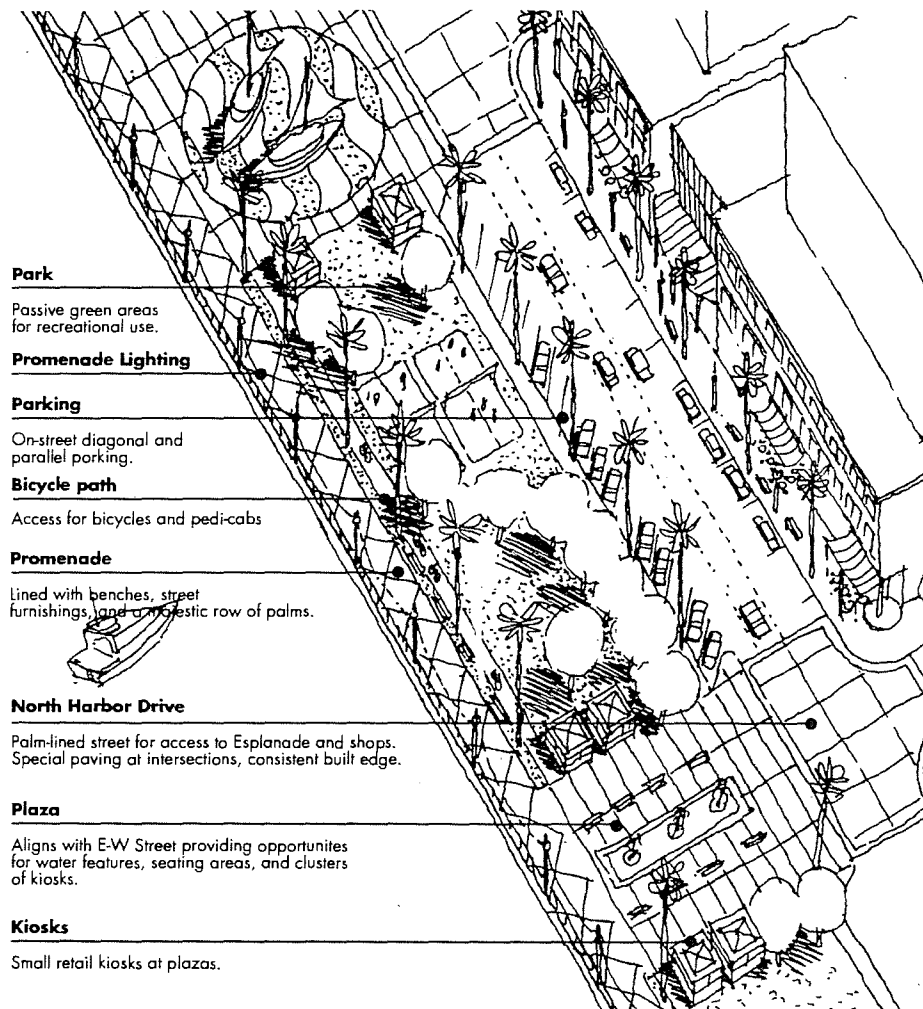 Park
Passive green areas
for recreational use.
Promenade Lighting
Parking
On-street diagonal and
parallel porking.
Bicycle path
Access for bicycles and pedi-cabs
Promenade
Lined with benches, street
furnishings, and a majestic row of palms.
North Harbor Drive
Palm-lined street for access to Esplanade and shops.
Special paving at intersections, consistent built edge.
Plaza
Aligns with E-W Street providing opportunites
for water features, seating areas, and clusters
of kiosks.
Kiosks
Small retail kiosks at plazas.